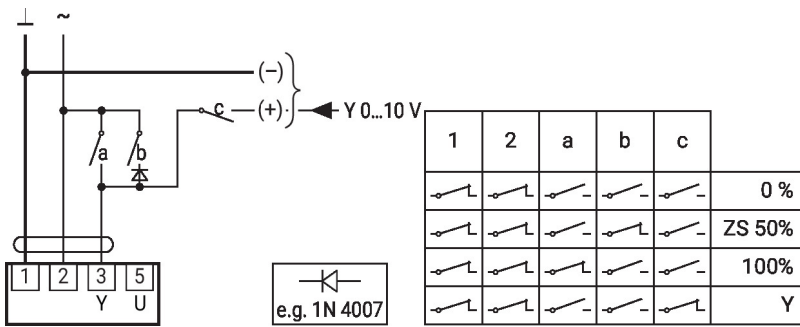 ⊥ ~
(–)
c (+) Y 0...10 V
a b
1 2 3 5
Y U
e.g. 1N 4007
1 2 a b c
0 %
ZS 50%
100%
Y